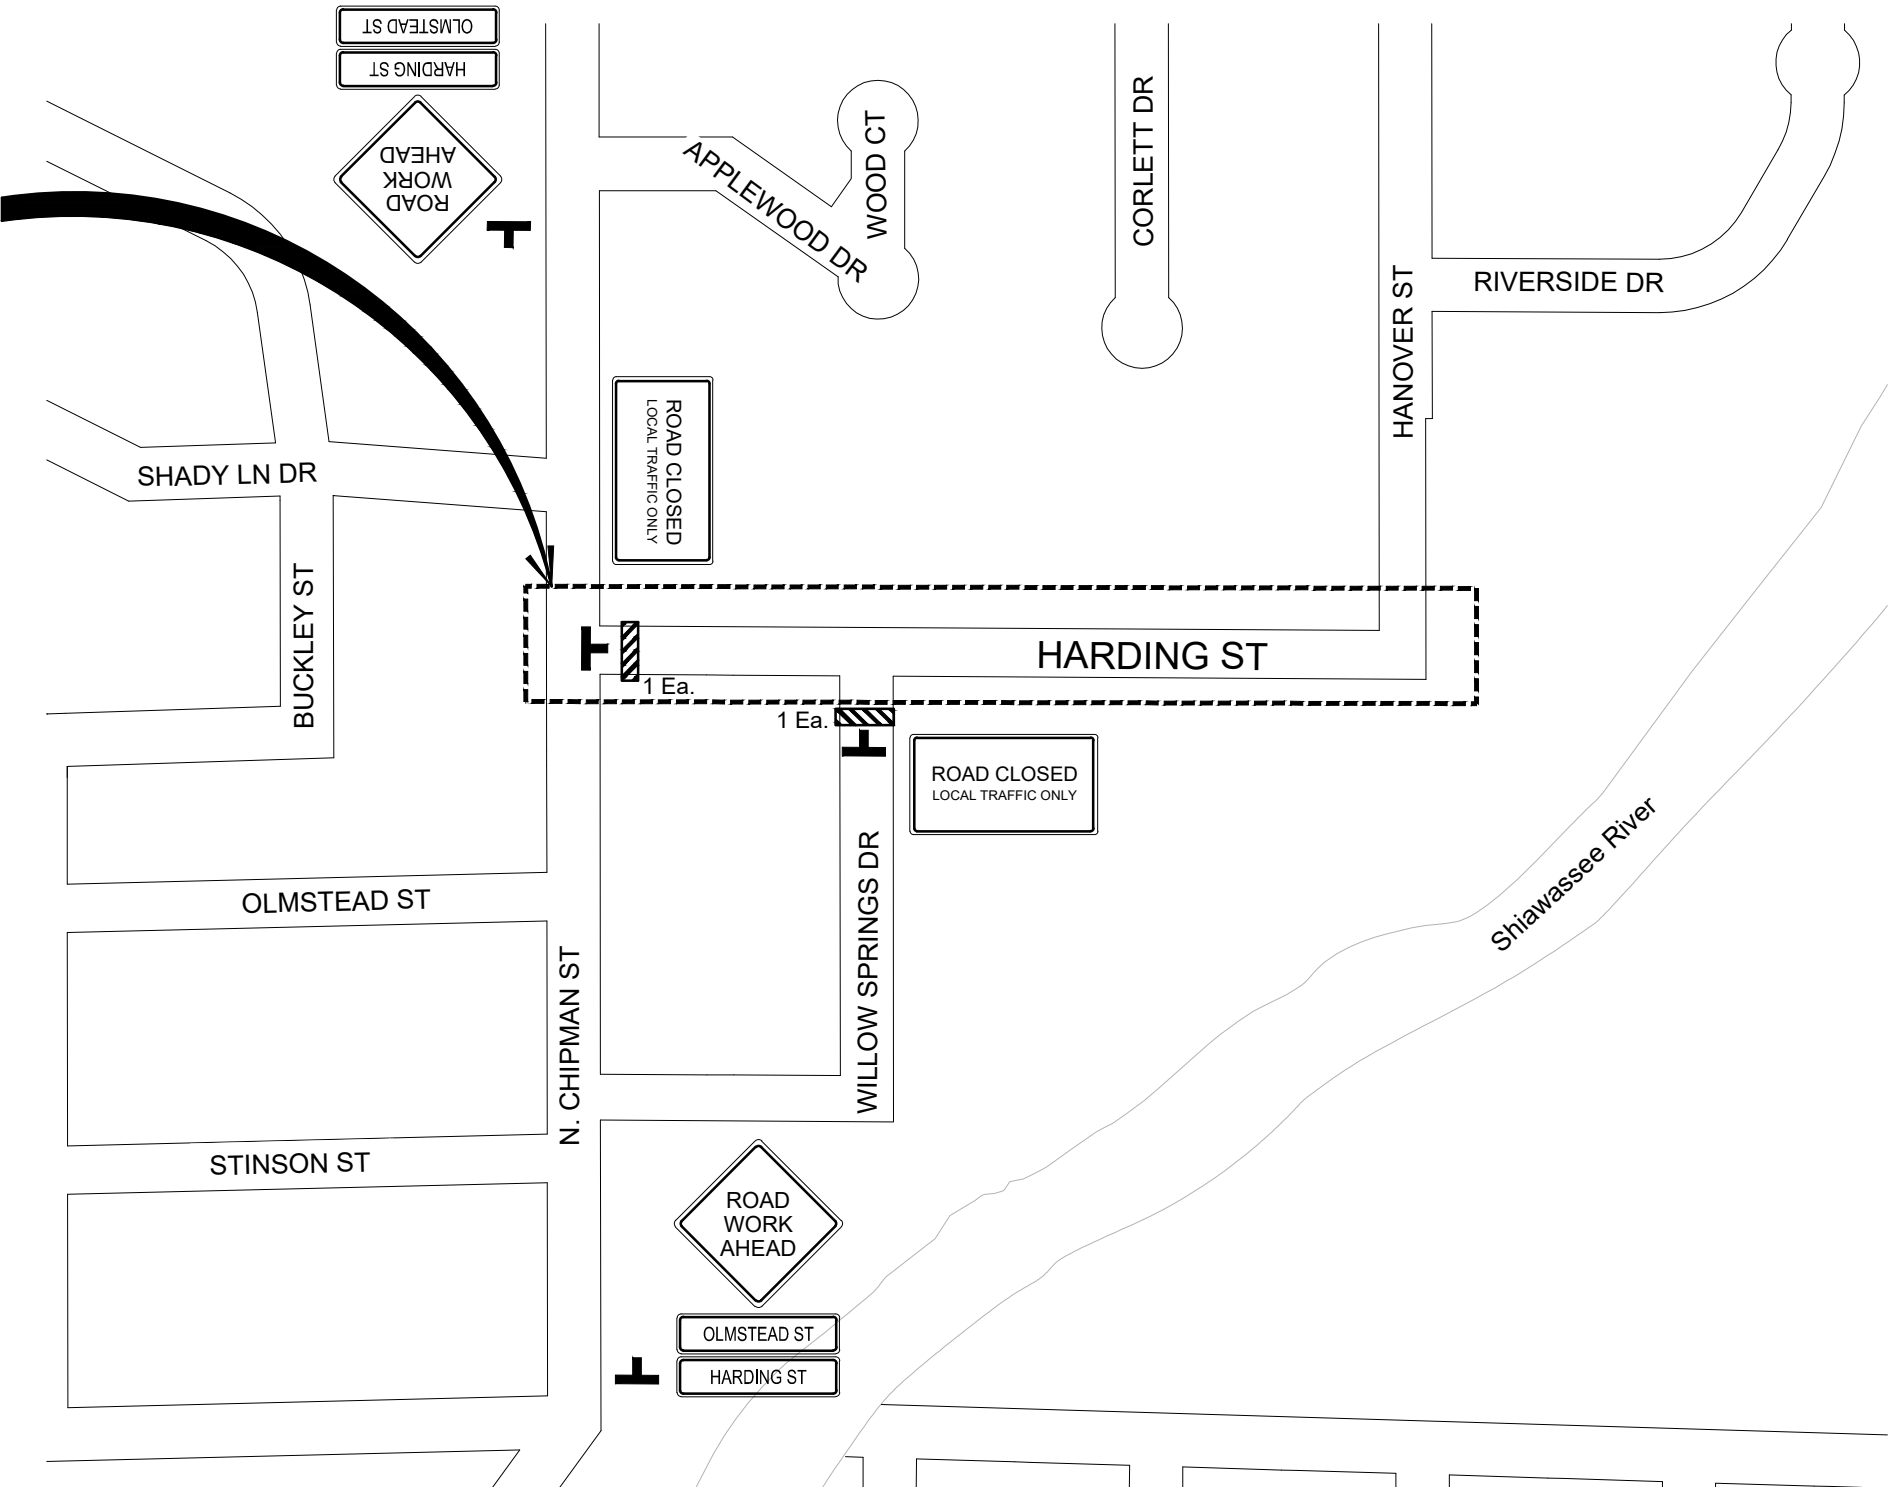 OLMSTEAD ST
HARDING ST
ROAD
WORK
AHEAD
APPLEWOOD DR
WOOD CT
CORLETT DR
HANOVER ST
RIVERSIDE DR
SHADY LN DR
ROAD CLOSED
LOCAL TRAFFIC ONLY
BUCKLEY ST
HARDING ST
1 Ea.
1 Ea.
ROAD CLOSED
LOCAL TRAFFIC ONLY
WILLOW SPRINGS DR
Shiawassee River
OLMSTEAD ST
N. CHIPMAN ST
STINSON ST
ROAD
WORK
AHEAD
OLMSTEAD ST
HARDING ST